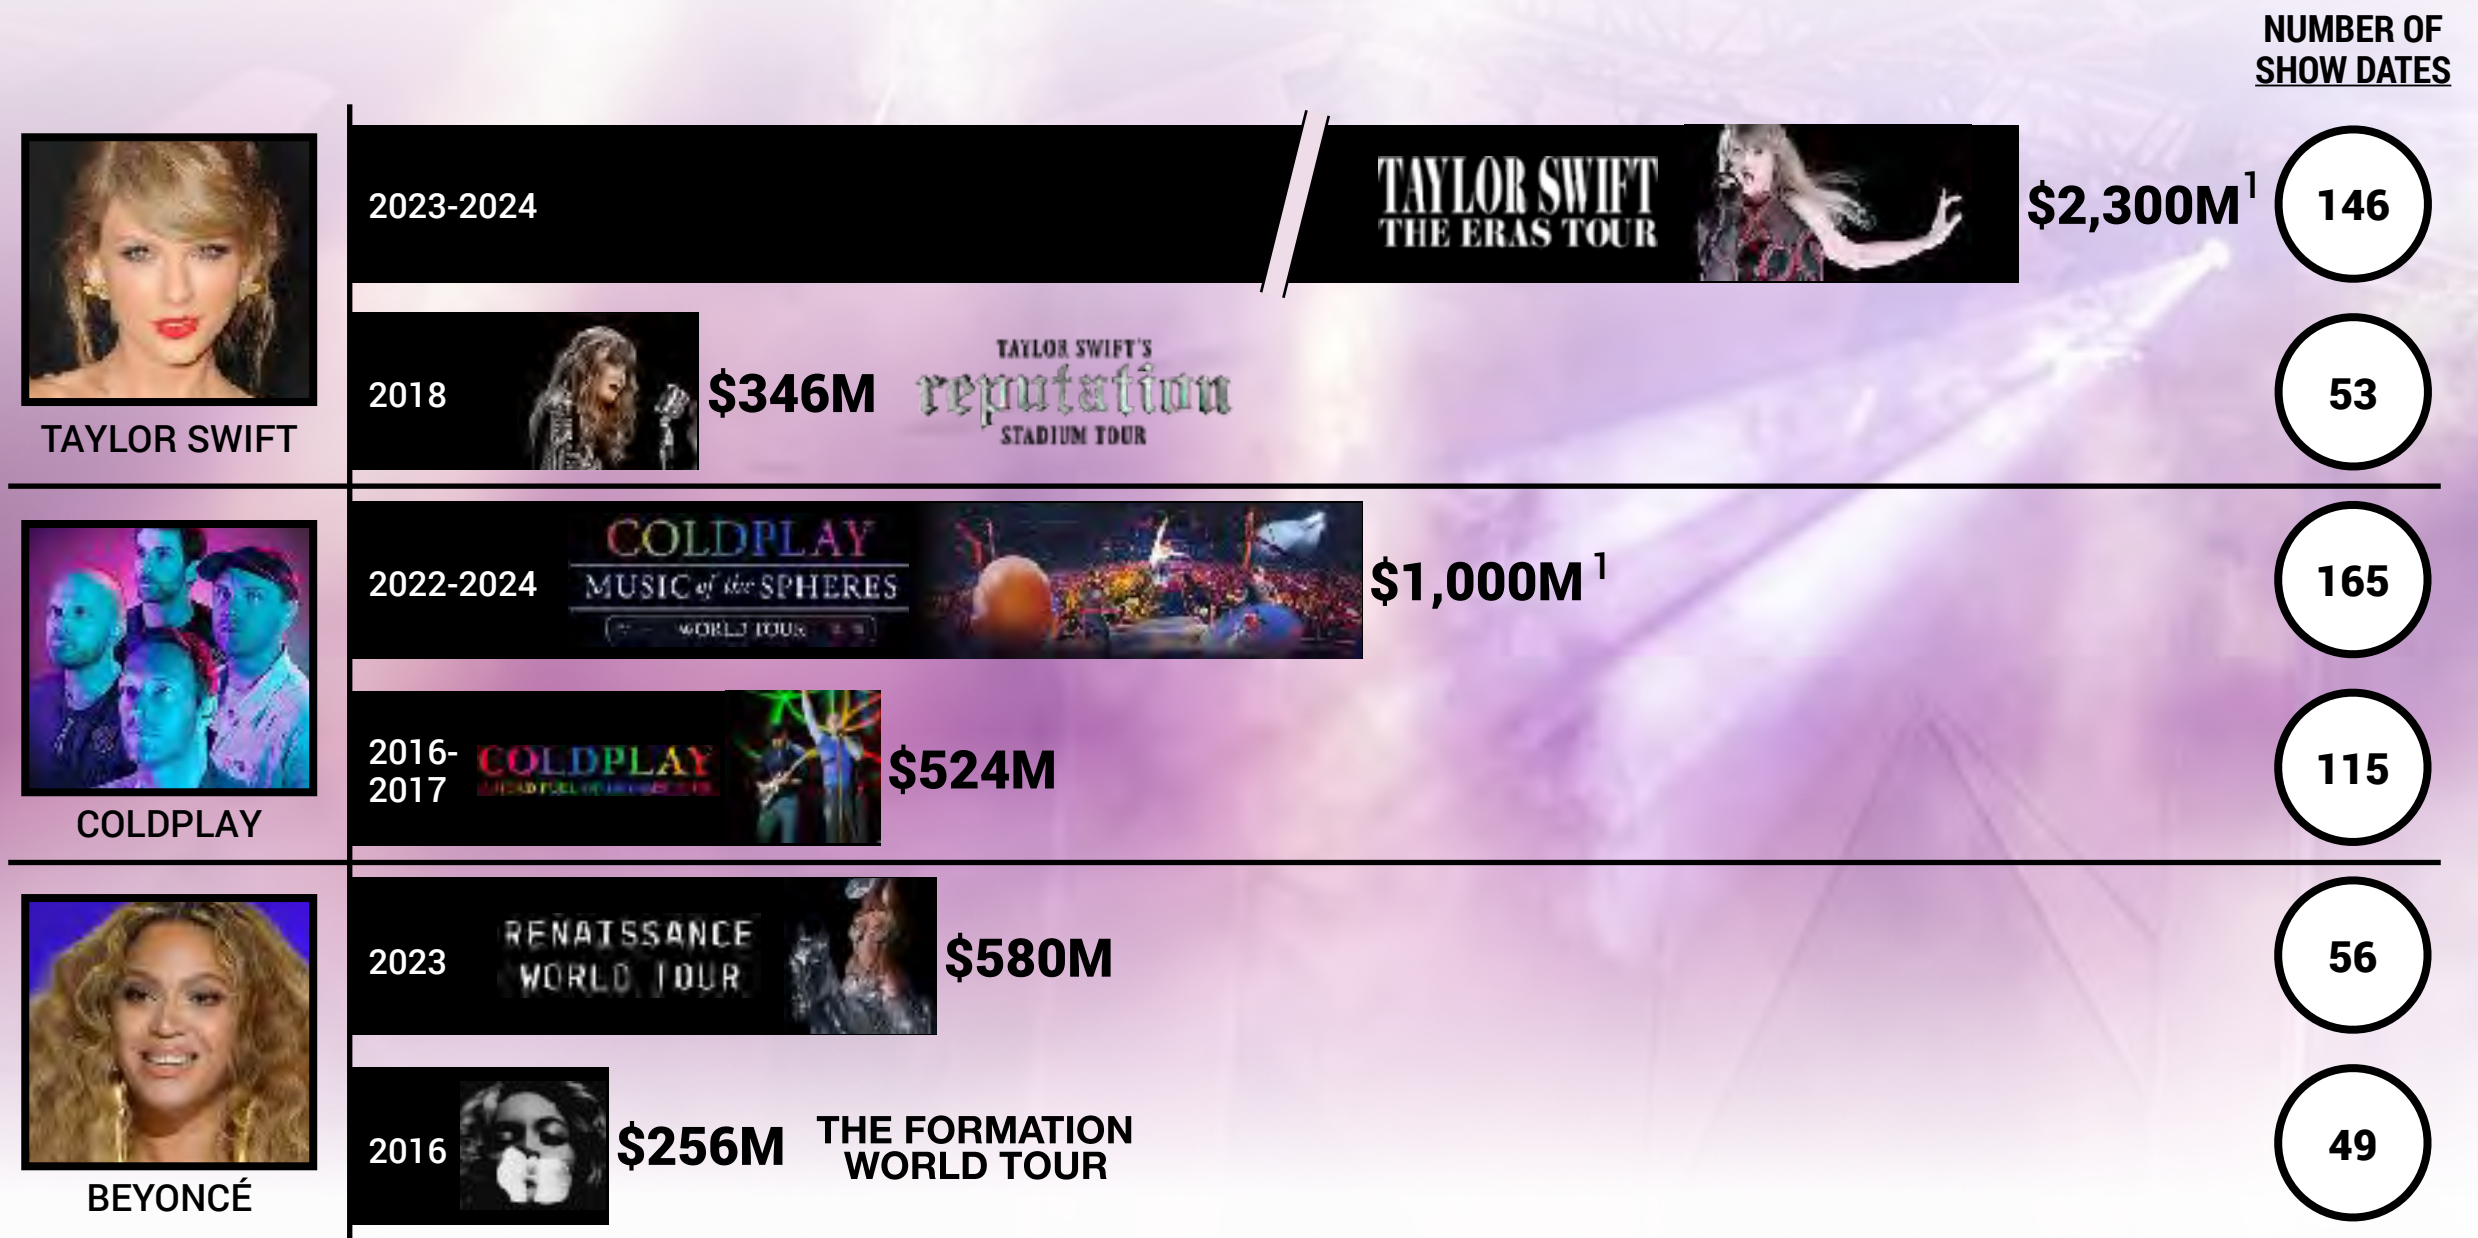 NUMBER OF
SHOW DATES
2023-2024
TAYLOR SWIFT
THE ERAS TOUR
$2,300M¹
146
TAYLOR SWIFT
2018
$346M
TAYLOR SWIFT'S
reputation
STADIUM TOUR
53
2022-2024
COLDPLAY
MUSIC of the SPHERES
WORLD TOUR
$1,000M¹
165
COLDPLAY
2016-
2017
COLDPLAY
$524M
115
2023
RENAISSANCE
WORLD TOUR
$580M
56
BEYONCÉ
2016
$256M
THE FORMATION
WORLD TOUR
49